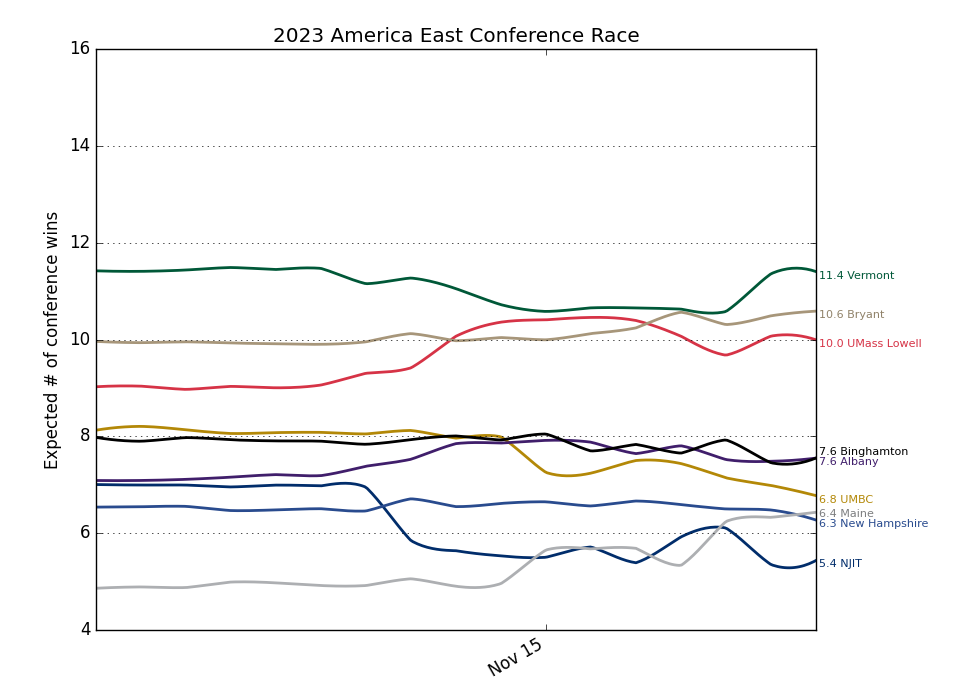 2023 America East Conference Race
Expected # of conference wins
16
14
12
10
8
6
4
Nov 15
11.4 Vermont
10.6 Bryant
10.0 UMass Lowell
7.6 Binghamton
7.6 Albany
6.8 UMBC
6.4 Maine
6.3 New Hampshire
5.4 NJIT